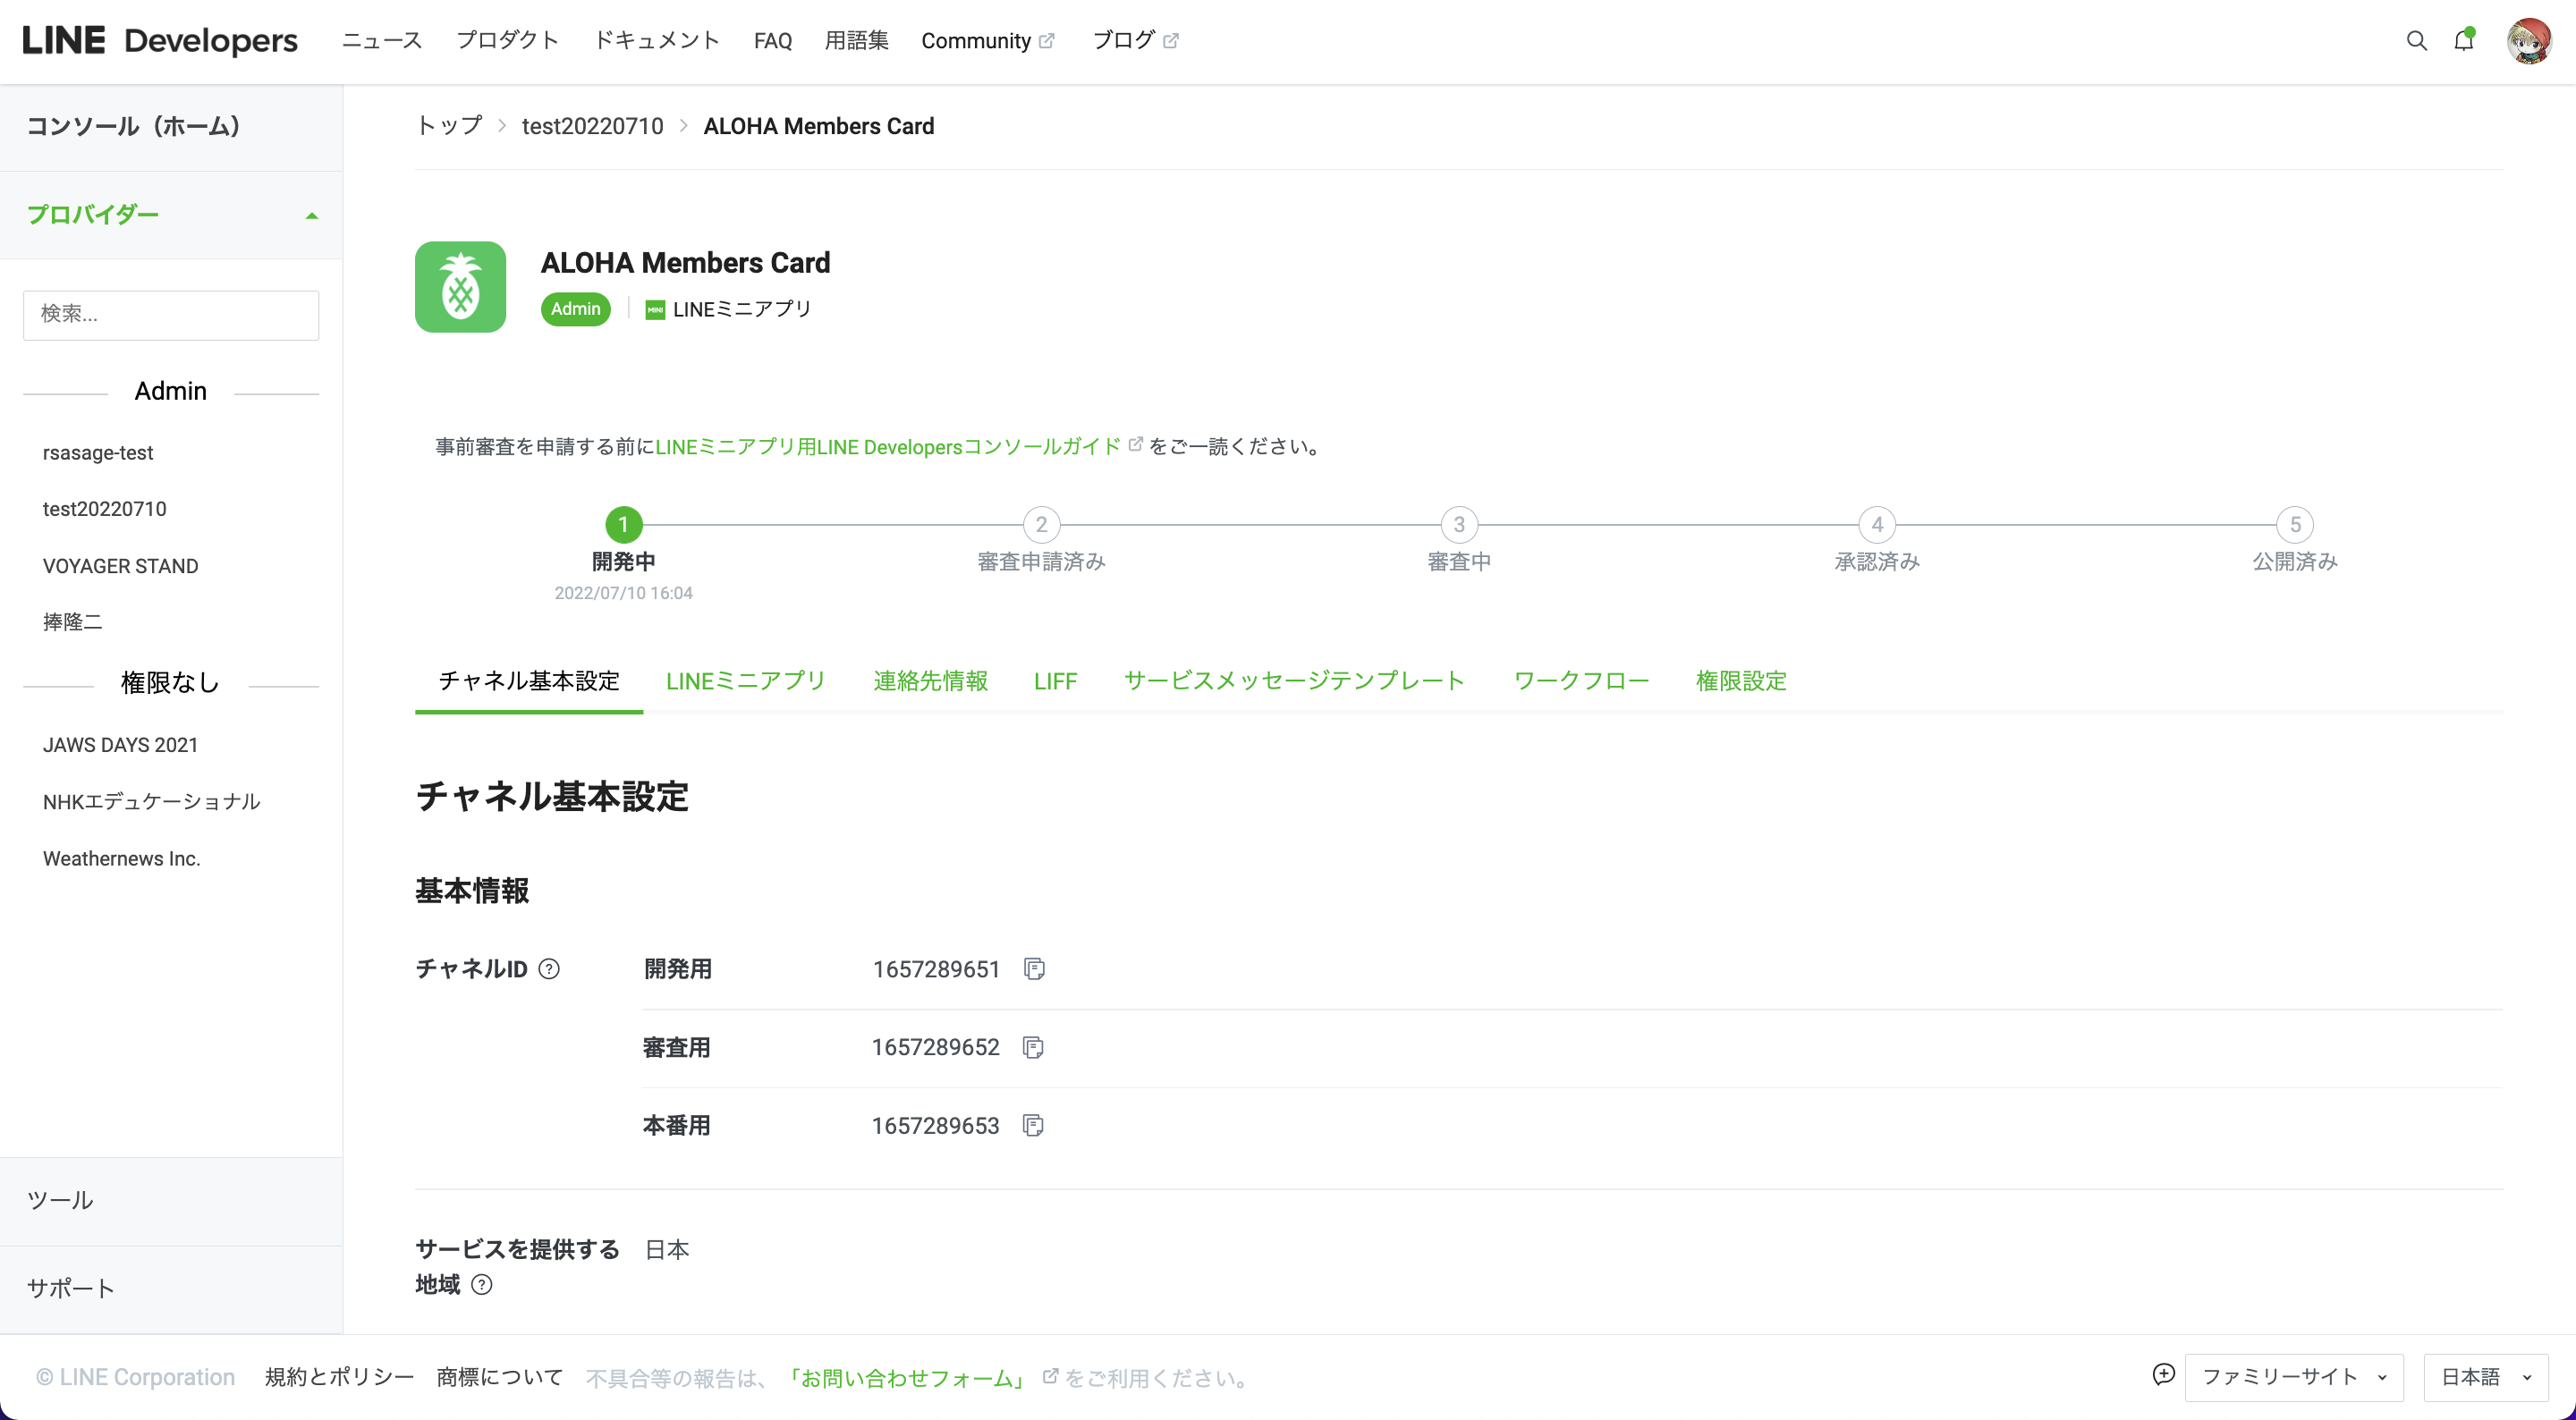 LINE Developers ニュース プロダクト ドキュメント FAQ 用語集 Community ブログ
コンソール（ホーム）
プロバイダー
検索...
Admin
rsasage-test
test20220710
VOYAGER STAND
捧隆二
権限なし
JAWS DAYS 2021
NHKエデュケーショナル
Weathernews Inc.
ツール
サポート
トップ > test20220710 > ALOHA Members Card
ALOHA Members Card
Admin MINI LINEミニアプリ
事前審査を申請する前にLINEミニアプリ用LINE Developersコンソールガイド をご一読ください。
1 2 3 4 5
開発中 審査申請済み 審査中 承認済み 公開済み
2022/07/10 16:04
チャネル基本設定 LINEミニアプリ 連絡先情報 LIFF サービスメッセージテンプレート ワークフロー 権限設定
チャネル基本設定
基本情報
チャネルID ? 開発用 1657289651
審査用 1657289652
本番用 1657289653
サービスを提供する 日本
地域 ?
© LINE Corporation 規約とポリシー 商標について 不具合等の報告は、「お問い合わせフォーム」 をご利用ください。 ファミリーサイト 日本語